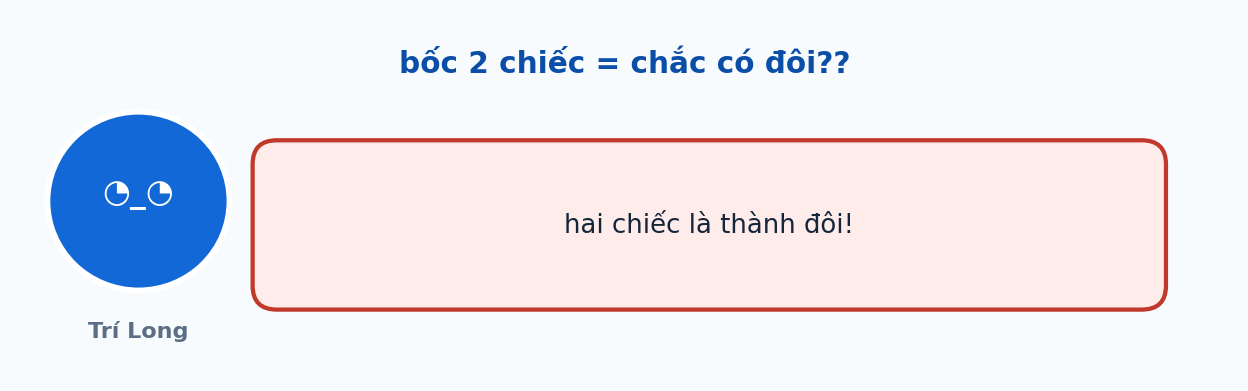 bốc 2 chiếc = chắc có đôi??
◔_◔
hai chiếc là thành đôi!
Trí Long